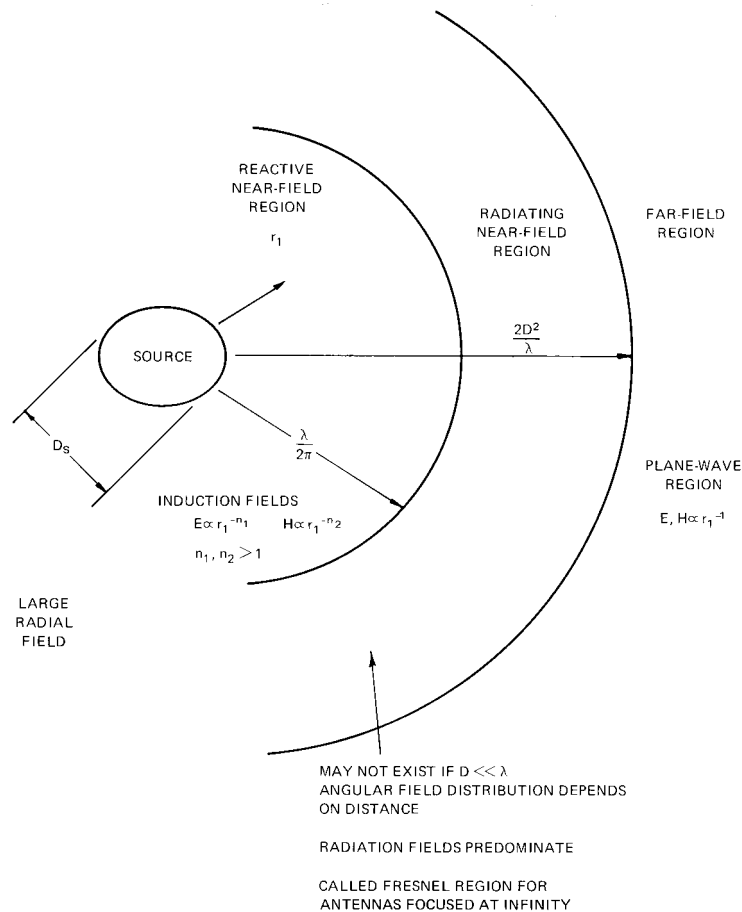 REACTIVE
NEAR-FIELD
REGION
r₁
RADIATING
NEAR-FIELD
REGION
FAR-FIELD
REGION
SOURCE
2D²
λ
Dₛ
λ
2π
INDUCTION FIELDS
E∝r₁⁻ⁿ¹ H∝r₁⁻ⁿ²
n₁, n₂ > 1
PLANE-WAVE
REGION
E, H∝r₁⁻¹
LARGE
RADIAL
FIELD
MAY NOT EXIST IF D << λ
ANGULAR FIELD DISTRIBUTION DEPENDS
ON DISTANCE
RADIATION FIELDS PREDOMINATE
CALLED FRESNEL REGION FOR
ANTENNAS FOCUSED AT INFINITY